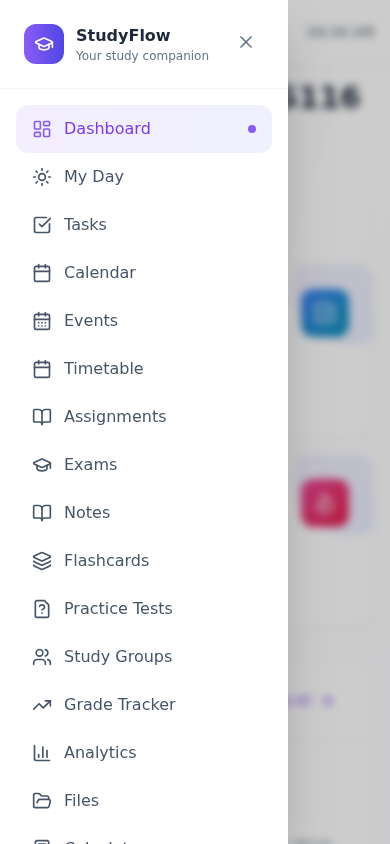 StudyFlow
Your study companion
Dashboard
My Day
Tasks
Calendar
Events
Timetable
Assignments
Exams
Notes
Flashcards
Practice Tests
Study Groups
Grade Tracker
Analytics
Files